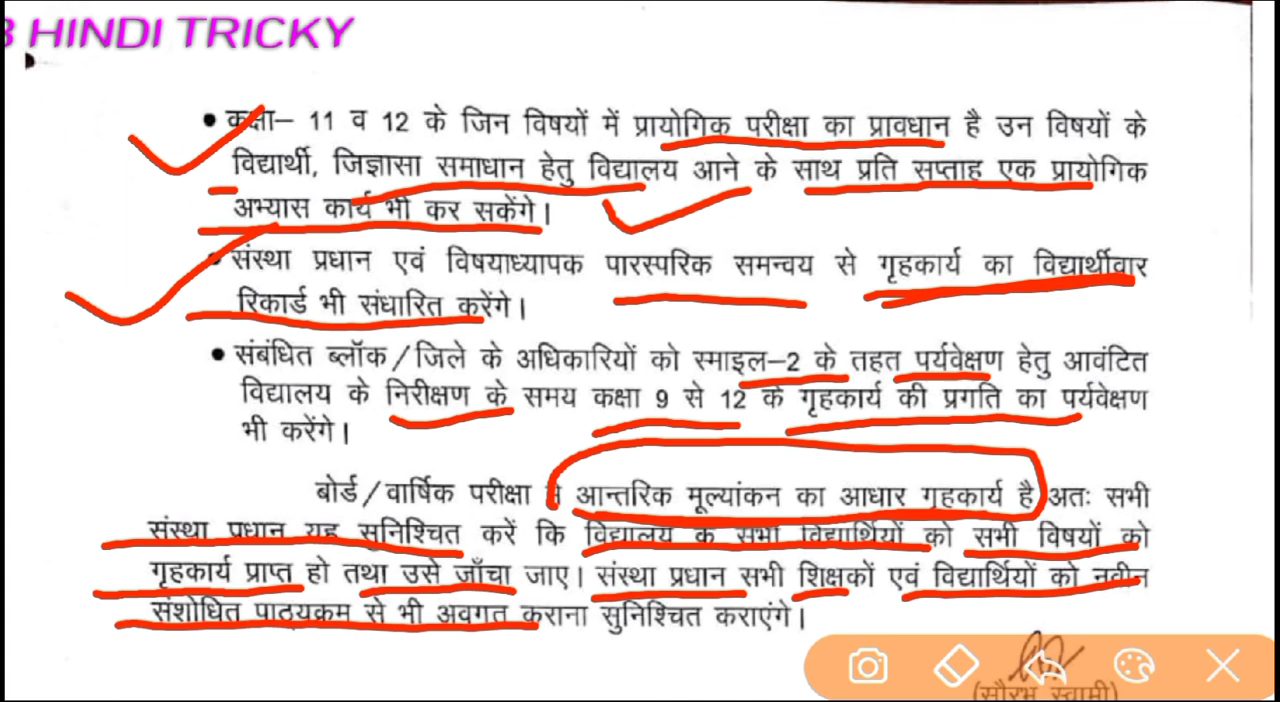 HINDI TRICKY
• कक्षा– 11 व 12 के जिन विषयों में प्रायोगिक परीक्षा का प्रावधान है उन विषयों के
विद्यार्थी, जिज्ञासा समाधान हेतु विद्यालय आने के साथ प्रति सप्ताह एक प्रायोगिक
अभ्यास कार्य भी कर सकेंगे।
• संस्था प्रधान एवं विषयाध्यापक पारस्परिक समन्वय से गृहकार्य का विद्यार्थीवार
रिकार्ड भी संधारित करेंगे।
• संबंधित ब्लॉक/जिले के अधिकारियों को स्माइल–2 के तहत पर्यवेक्षण हेतु आवंटित
विद्यालय के निरीक्षण के समय कक्षा 9 से 12 के गृहकार्य की प्रगति का पर्यवेक्षण
भी करेंगे।
बोर्ड/वार्षिक परीक्षा आन्तरिक मूल्यांकन का आधार गृहकार्य है अतः सभी
संस्था प्रधान यह सुनिश्चित करें कि विद्यालय के सभी विद्यार्थियों को सभी विषयों को
गृहकार्य प्राप्त हो तथा उसे जाँचा जाए। संस्था प्रधान सभी शिक्षकों एवं विद्यार्थियों को नवीन
संशोधित पाठ्यक्रम से भी अवगत कराना सुनिश्चित कराएंगे।
(सौरभ स्वामी)